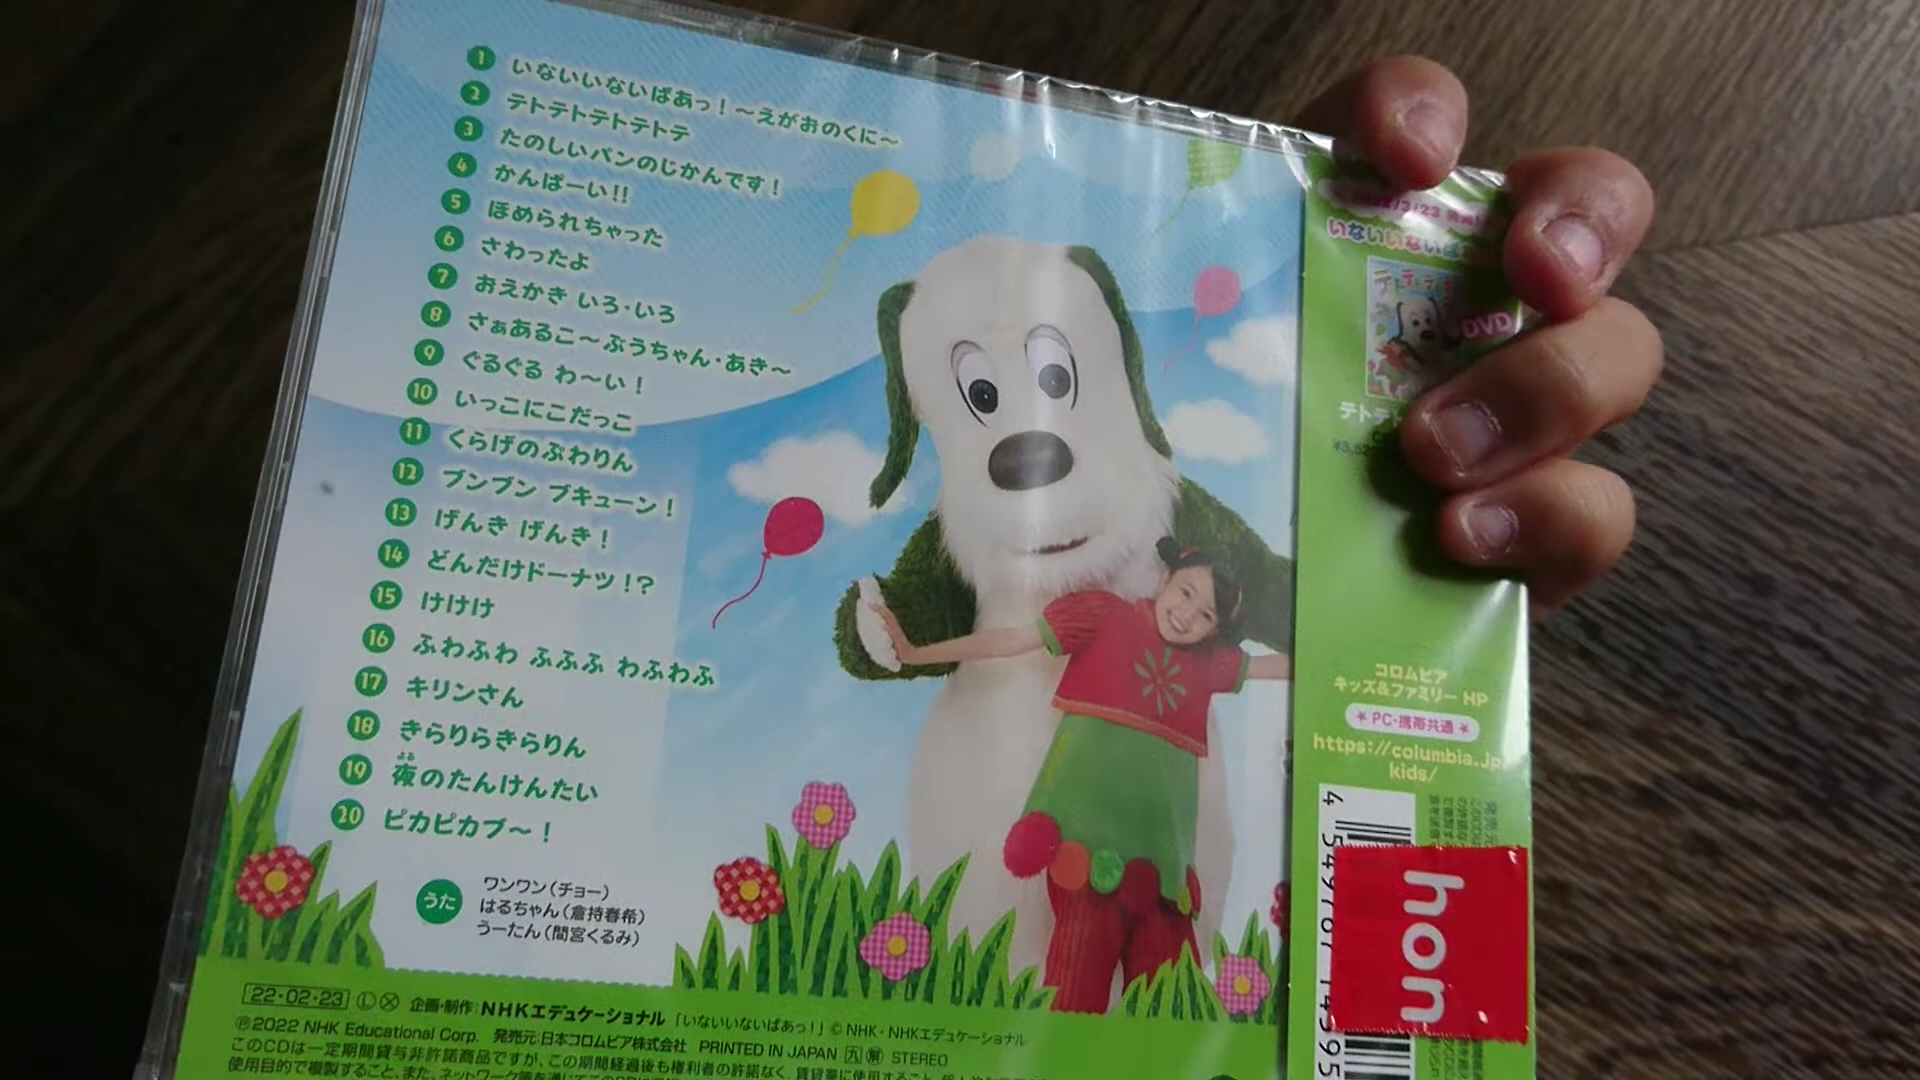 1 いないいないばあっ！〜えがおのくに〜
2 テトテトテトテトテ
3 たのしいパンのじかんです！
4 かんぱーい!!
5 ほめられちゃった
6 さわったよ
7 おえかき いろ・いろ
8 さぁあるこ〜ぶうちゃん・あき〜
9 ぐるぐる わ〜い！
10 いっこにこだっこ
11 くらげのぷわりん
12 ブンブン ブキューン！
13 げんき げんき！
14 どんだけドーナツ！？
15 けけけ
16 ふわふわ ふふふ わふわふ
17 キリンさん
18 きらりらきらりん
19 夜のたんけんたい
よる
20 ピカピカブ〜！
うた
ワンワン（チョー）
はるちゃん（倉持春希）
うーたん（間宮くるみ）
22・02・23 L X 企画・制作：NHKエデュケーショナル 「いないいないばあっ！」© NHK・NHKエデュケーショナル
℗2022 NHK Educational Corp. 発売元：日本コロムビア株式会社 PRINTED IN JAPAN STEREO
このCDは一定期間貸与非許諾商品ですが、この期間経過後も権利者の許諾なく、賃貸業に使用すること、
使用目的で複製すること、また、ネットワーク等を通じてこのCDに
/3/23
いないいないば
DVD
テトテ
コロムビア
キッズ&ファミリー HP
★ PC・携帯共通 ★
https://columbia.jp/
kids/
hon